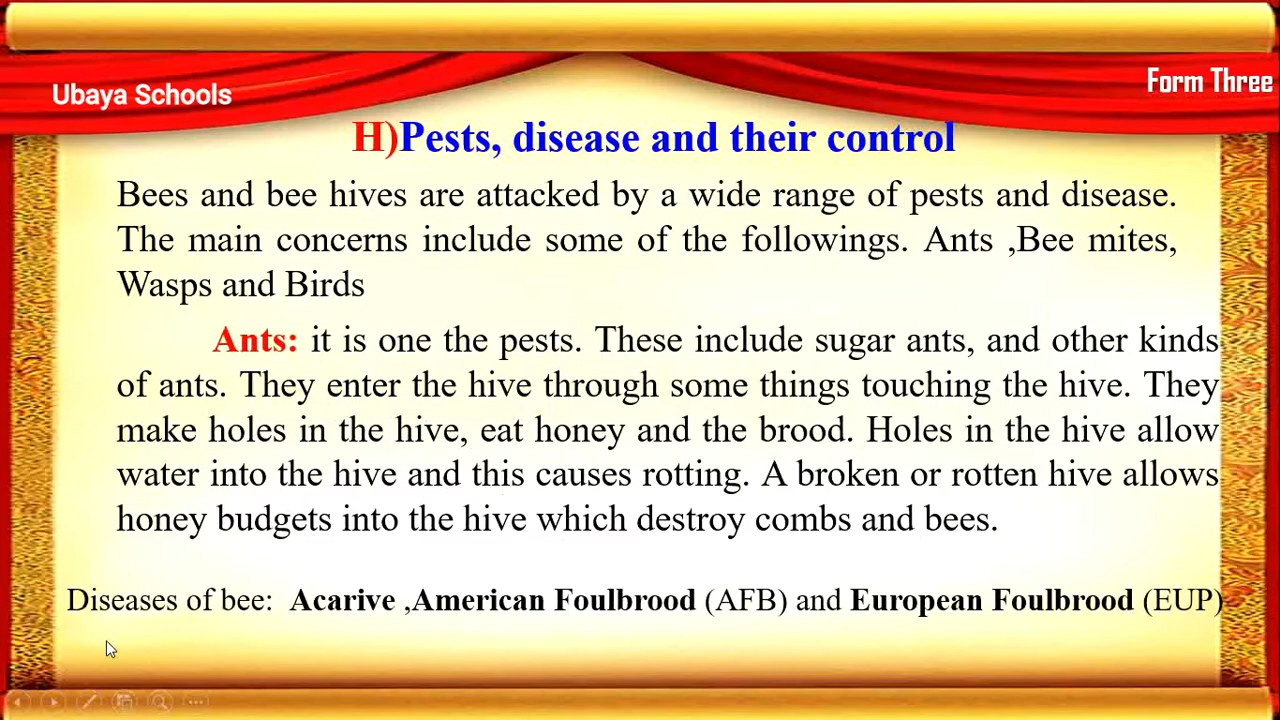 Ubaya Schools
Form Three
H)Pests, disease and their control
Bees and bee hives are attacked by a wide range of pests and disease.
The main concerns include some of the followings. Ants ,Bee mites,
Wasps and Birds
Ants: it is one the pests. These include sugar ants, and other kinds
of ants. They enter the hive through some things touching the hive. They
make holes in the hive, eat honey and the brood. Holes in the hive allow
water into the hive and this causes rotting. A broken or rotten hive allows
honey budgets into the hive which destroy combs and bees.
Diseases of bee: Acarive ,American Foulbrood (AFB) and European Foulbrood (EUP)